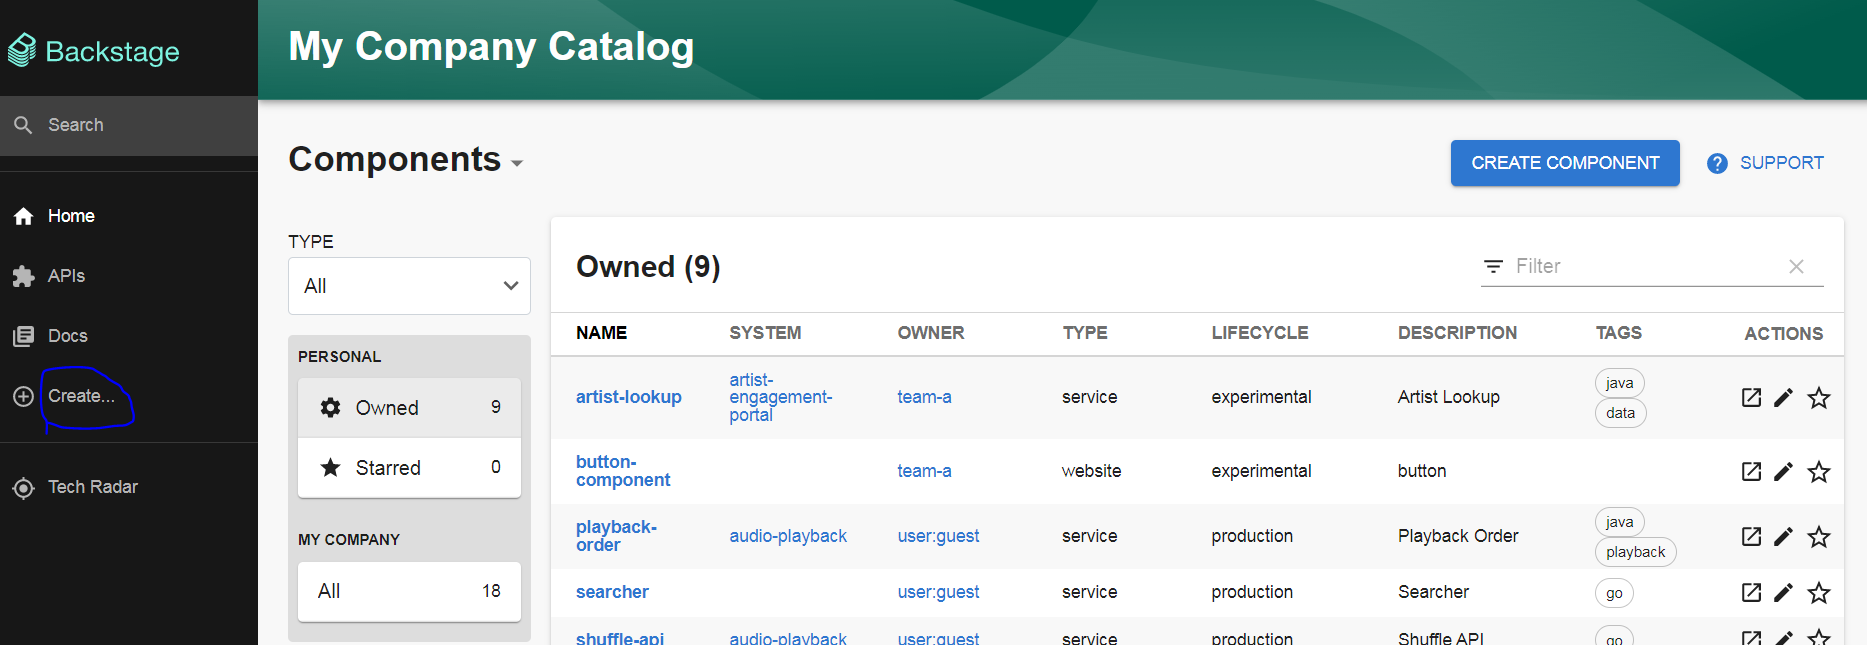 Backstage
My Company Catalog
Search
Components
CREATE COMPONENT
SUPPORT
Home
APIs
Docs
Create...
Tech Radar
TYPE
All
PERSONAL
Owned 9
Starred 0
MY COMPANY
All 18
Owned (9)
Filter
NAME SYSTEM OWNER TYPE LIFECYCLE DESCRIPTION TAGS ACTIONS
artist-lookup artist-engagement-portal team-a service experimental Artist Lookup java data
button-component team-a website experimental button
playback-order audio-playback user:guest service production Playback Order java playback
searcher user:guest service production Searcher go
shuffle-api audio-playback user:guest service production Shuffle API go